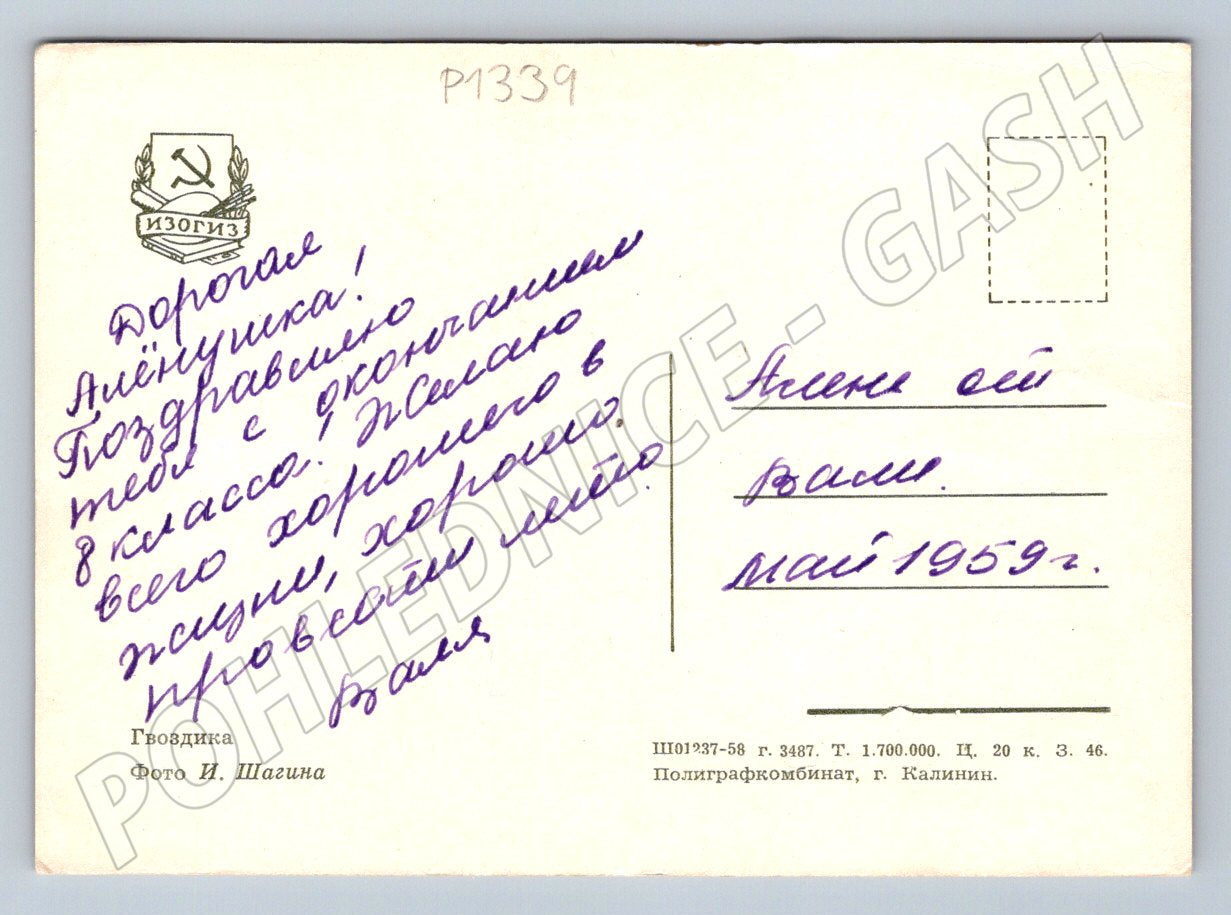 P1339
ИЗОГИЗ
Дорогая
Алёнушка!
Поздравляю
тебя с окончанием
8 класса! Желаю
всего хорошего в
жизни, хорошо
провести лето.
Валя
Алене от
Вали.
май 1959 г.
Гвоздика
Фото И. Шагина
Ш01237-58 г. 3487. Т. 1.700.000. Ц. 20 к. З. 46.
Полиграфкомбинат, г. Калинин.
POHLEDNICE - GASH